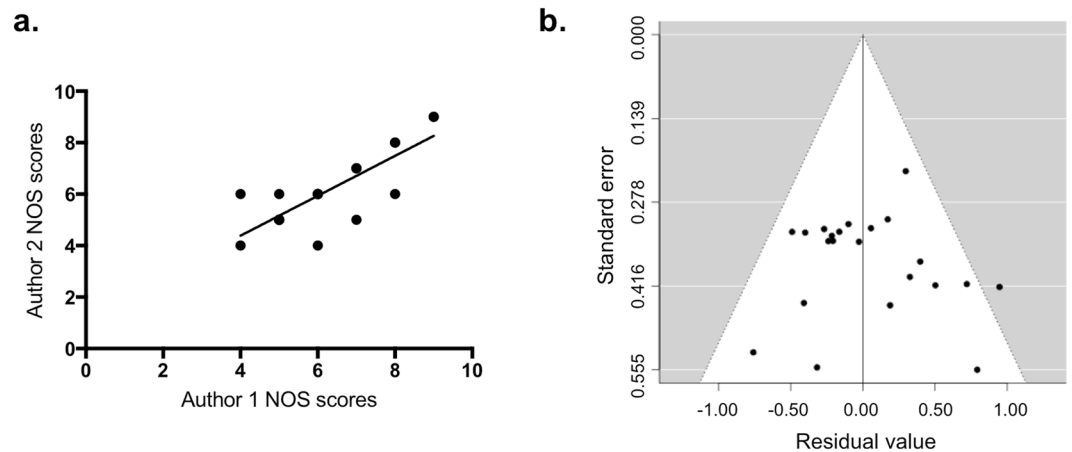 a.
10
8
6
4
2
0
Author 2 NOS scores
0 2 4 6 8 10
Author 1 NOS scores
b.
0.000
0.139
0.278
0.416
0.555
Standard error
-1.00 -0.50 0.00 0.50 1.00
Residual value